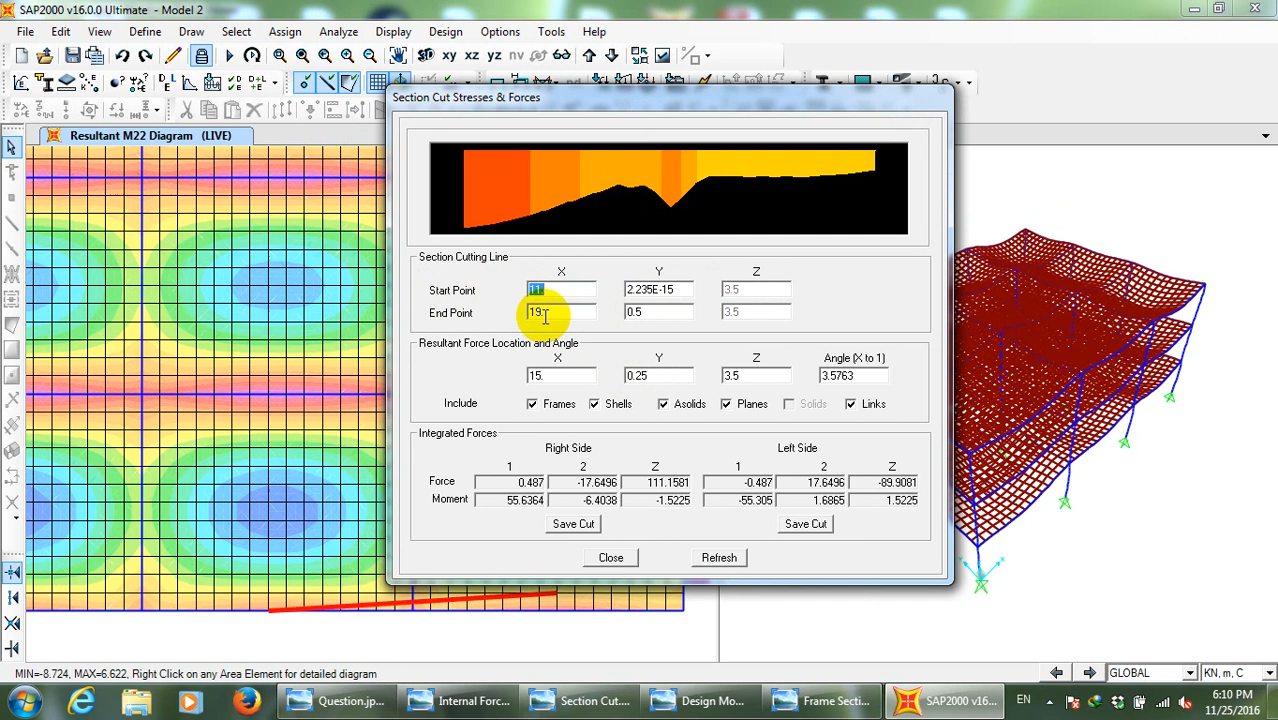 SAP2000 v16.0.0 Ultimate - Model 2
File Edit View Define Draw Select Assign Analyze Display Design Options Tools Help
3-D xy xz yz nv
Resultant M22 Diagram (LIVE)
Section Cut Stresses & Forces
Section Cutting Line
X Y Z
Start Point 11. 2.235E-15 3.5
End Point 19. 0.5 3.5
Resultant Force Location and Angle
X Y Z Angle (X to 1)
15. 0.25 3.5 3.5763
Include Frames Shells Asolids Planes Solids Links
Integrated Forces
Right Side Left Side
1 2 Z 1 2 Z
Force 0.487 -17.6496 111.1581 -0.487 17.6496 -89.9081
Moment 55.6364 -6.4038 -1.5225 -55.305 1.6865 1.5225
Save Cut Save Cut
Close Refresh
MIN=-8.724, MAX=6.622, Right Click on any Area Element for detailed diagram
GLOBAL KN, m, C
Question.jp... Internal Forc... Section Cut.... Design Mo... Frame Secti... SAP2000 v16... EN 6:10 PM
11/25/2016